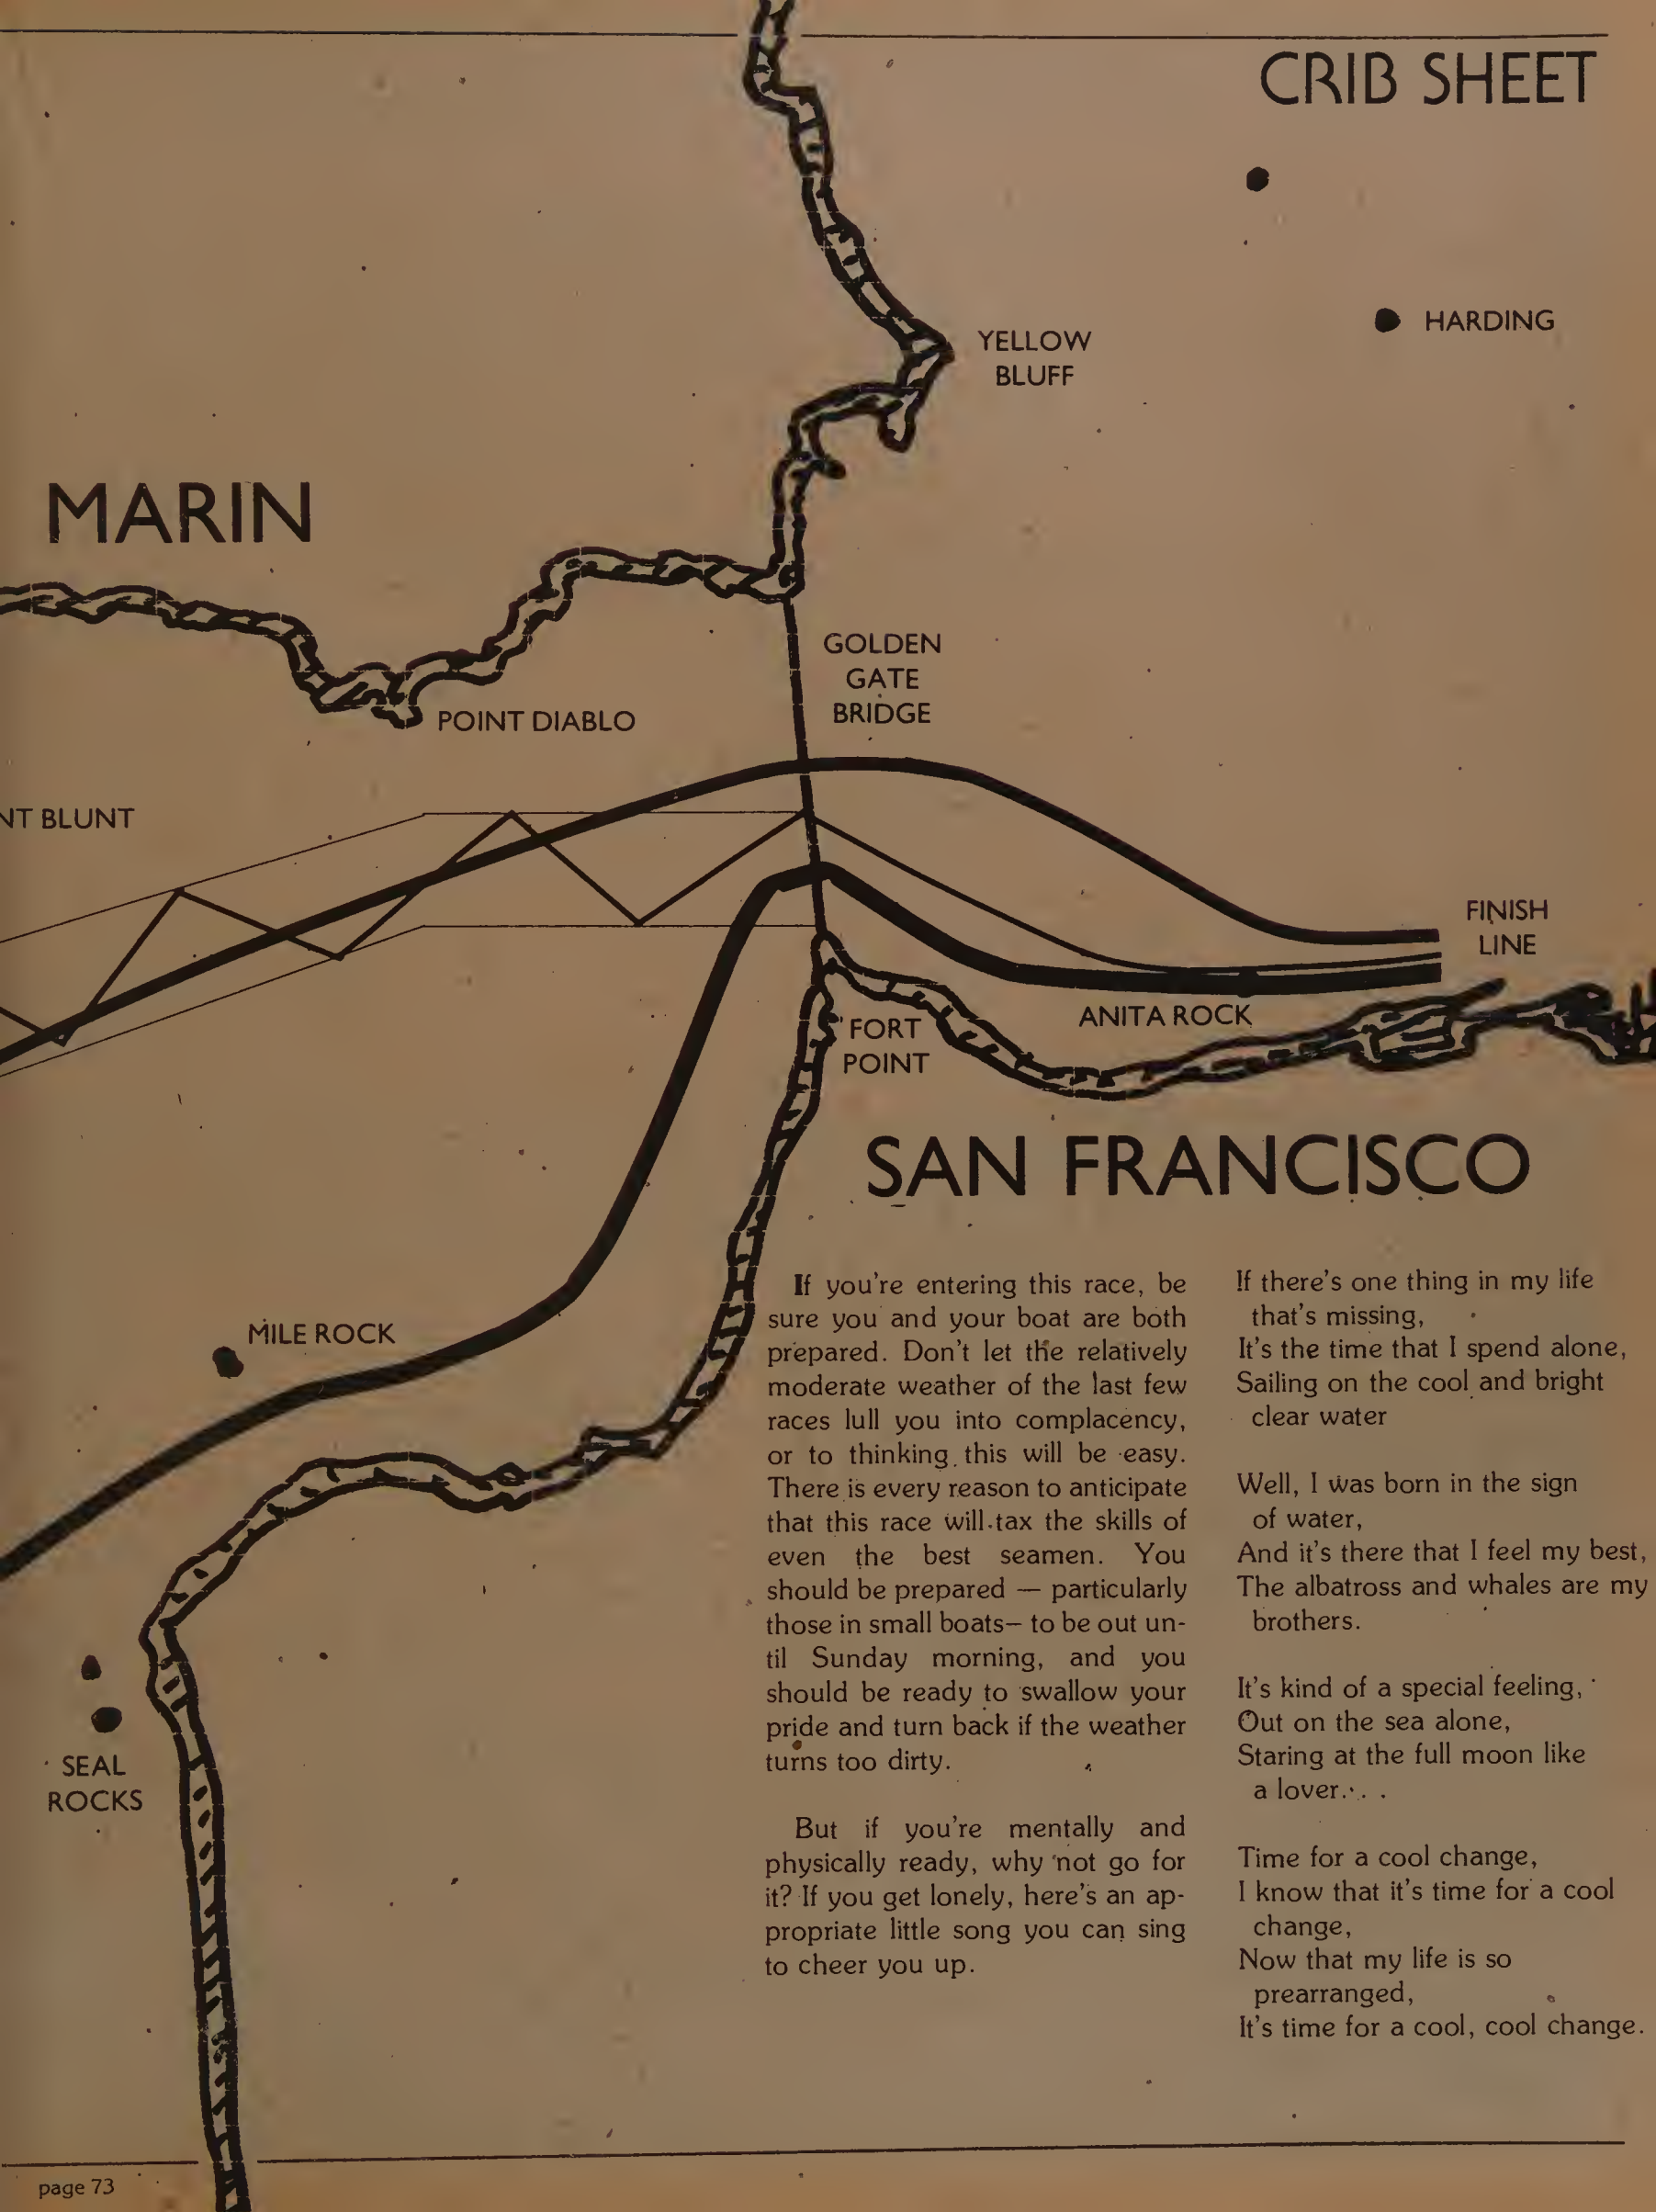 CRIB SHEET
HARDING
YELLOW
BLUFF
MARIN
GOLDEN
GATE
BRIDGE
POINT DIABLO
NT BLUNT
FINISH
LINE
ANITA ROCK
FORT
POINT
SAN FRANCISCO
MILE ROCK
SEAL
ROCKS
If you're entering this race, be
sure you and your boat are both
prepared. Don't let the relatively
moderate weather of the last few
races lull you into complacency,
or to thinking this will be easy.
There is every reason to anticipate
that this race will tax the skills of
even the best seamen. You
should be prepared — particularly
those in small boats– to be out un-
til Sunday morning, and you
should be ready to swallow your
pride and turn back if the weather
turns too dirty.
But if you're mentally and
physically ready, why not go for
it? If you get lonely, here's an ap-
propriate little song you can sing
to cheer you up.
If there's one thing in my life
that's missing,
It's the time that I spend alone,
Sailing on the cool and bright
clear water
Well, I was born in the sign
of water,
And it's there that I feel my best,
The albatross and whales are my
brothers.
It's kind of a special feeling,
Out on the sea alone,
Staring at the full moon like
a lover. . .
Time for a cool change,
I know that it's time for a cool
change,
Now that my life is so
prearranged,
It's time for a cool, cool change.
page 73